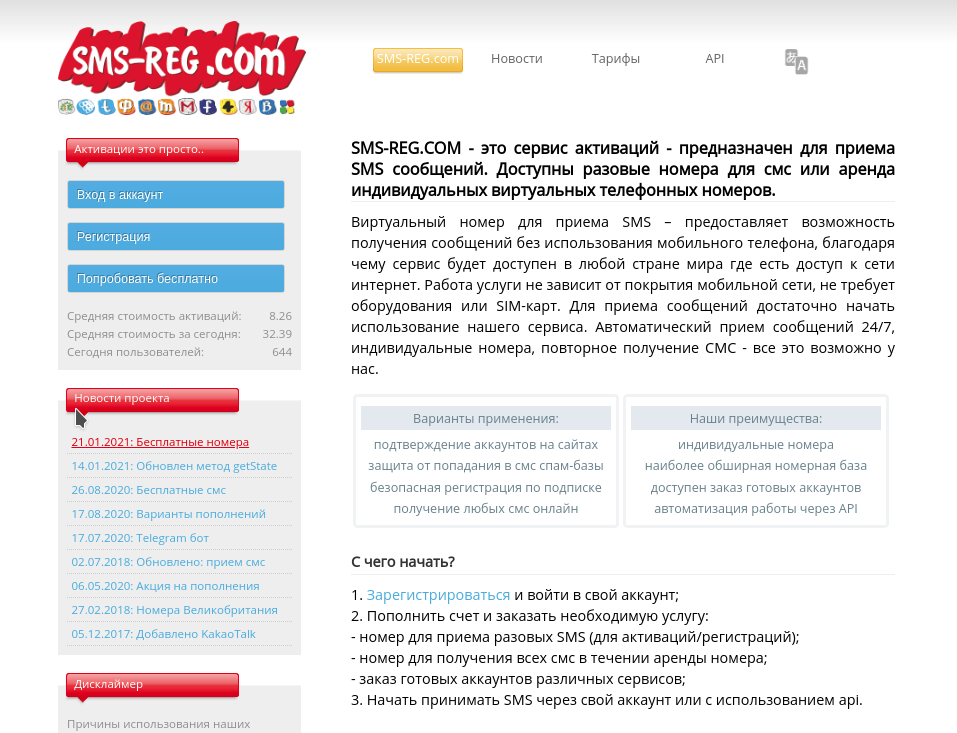 SMS-REG.com
SMS-REG.com
Новости
Тарифы
API
Активации это просто..
Вход в аккаунт
Регистрация
Попробовать бесплатно
Средняя стоимость активаций: 8.26
Средняя стоимость за сегодня: 32.39
Сегодня пользователей: 644
Новости проекта
21.01.2021: Бесплатные номера
14.01.2021: Обновлен метод getState
26.08.2020: Бесплатные смс
17.08.2020: Варианты пополнений
17.07.2020: Telegram бот
02.07.2018: Обновлено: прием смс
06.05.2020: Акция на пополнения
27.02.2018: Номера Великобритания
05.12.2017: Добавлено KakaoTalk
Дисклаймер
Причины использования наших
SMS-REG.COM - это сервис активаций - предназначен для приема
SMS сообщений. Доступны разовые номера для смс или аренда
индивидуальных виртуальных телефонных номеров.
Виртуальный номер для приема SMS – предоставляет возможность
получения сообщений без использования мобильного телефона, благодаря
чему сервис будет доступен в любой стране мира где есть доступ к сети
интернет. Работа услуги не зависит от покрытия мобильной сети, не требует
оборудования или SIM-карт. Для приема сообщений достаточно начать
использование нашего сервиса. Автоматический прием сообщений 24/7,
индивидуальные номера, повторное получение СМС - все это возможно у
нас.
Варианты применения:
подтверждение аккаунтов на сайтах
защита от попадания в смс спам-базы
безопасная регистрация по подписке
получение любых смс онлайн
Наши преимущества:
индивидуальные номера
наиболее обширная номерная база
доступен заказ готовых аккаунтов
автоматизация работы через API
С чего начать?
1. Зарегистрироваться и войти в свой аккаунт;
2. Пополнить счет и заказать необходимую услугу:
- номер для приема разовых SMS (для активаций/регистраций);
- номер для получения всех смс в течении аренды номера;
- заказ готовых аккаунтов различных сервисов;
3. Начать принимать SMS через свой аккаунт или с использованием api.